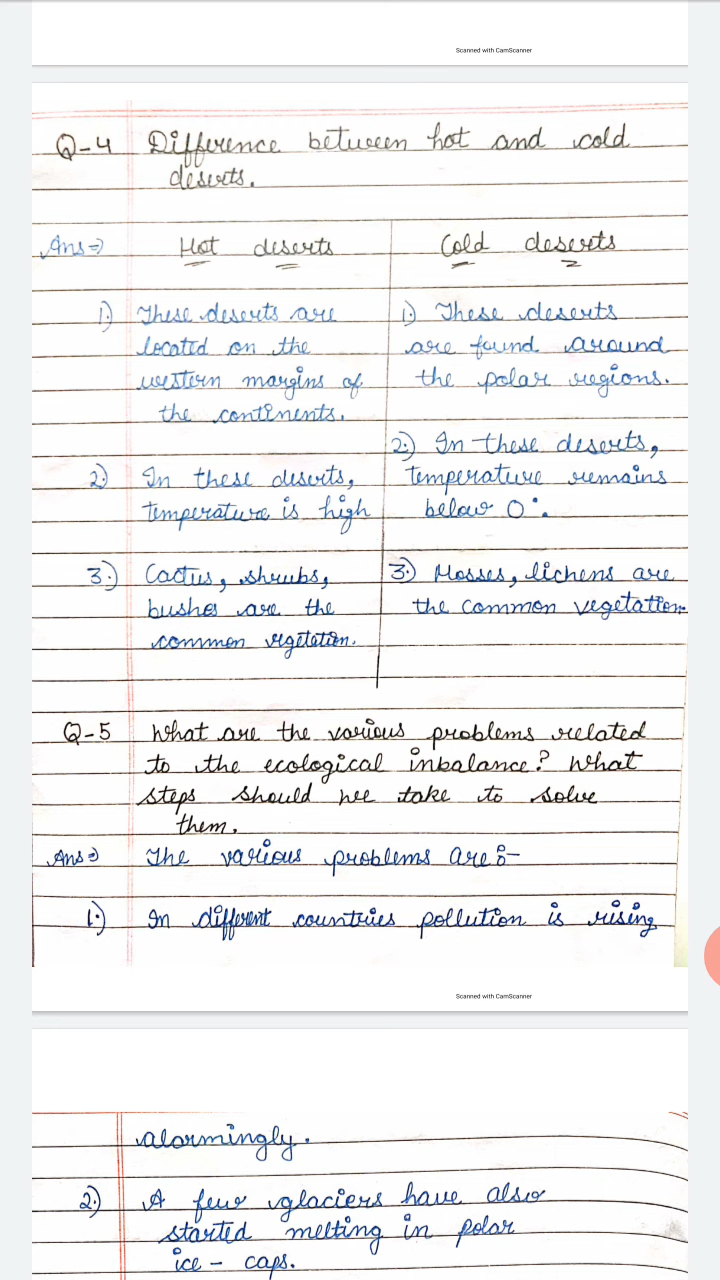 Scanned with CamScanner
Q-4 Difference between hot and cold
deserts.
Ans⇒ Hot deserts
1.) These deserts are
located on the
western margins of
the continents.
2.) In these deserts,
temperature is high
3.) Cactus, shrubs,
bushes are the
common vegetation.
Cold deserts
1.) These deserts
are found around
the polar regions.
2.) In these deserts,
temperature remains
below 0°.
3.) Mosses, lichens are
the common vegetation
Q-5 What are the various problems related
to the ecological inbalance? What
steps should we take to solve
them.
Ans⇒ The various problems are:-
1.) In different countries pollution is rising
Scanned with CamScanner
alarmingly.
2.) A few glaciers have also
started melting in polar
ice - caps.